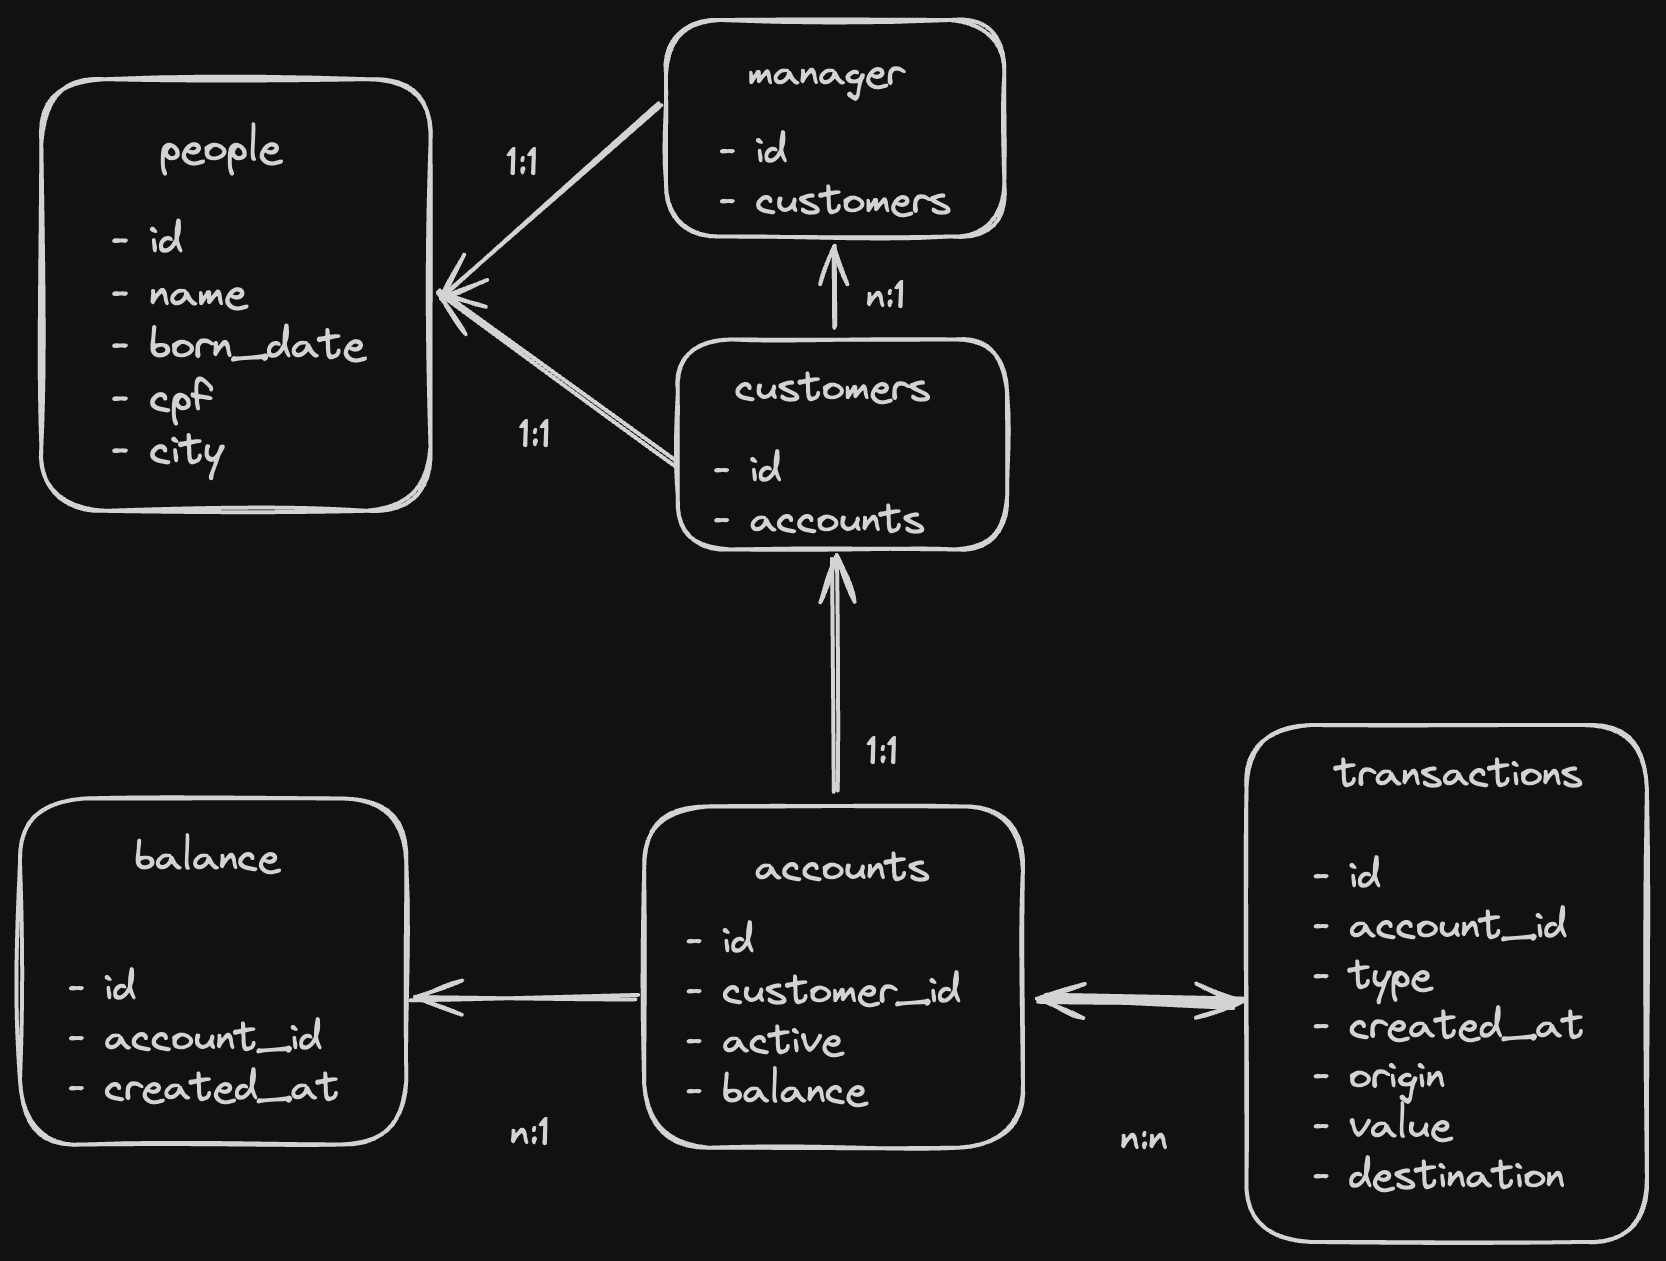 people
- id
- name
- born_date
- cpf
- city
1:1
manager
- id
- customers
n:1
1:1
customers
- id
- accounts
1:1
balance
- id
- account_id
- created_at
n:1
accounts
- id
- customer_id
- active
- balance
n:n
transactions
- id
- account_id
- type
- created_at
- origin
- value
- destination